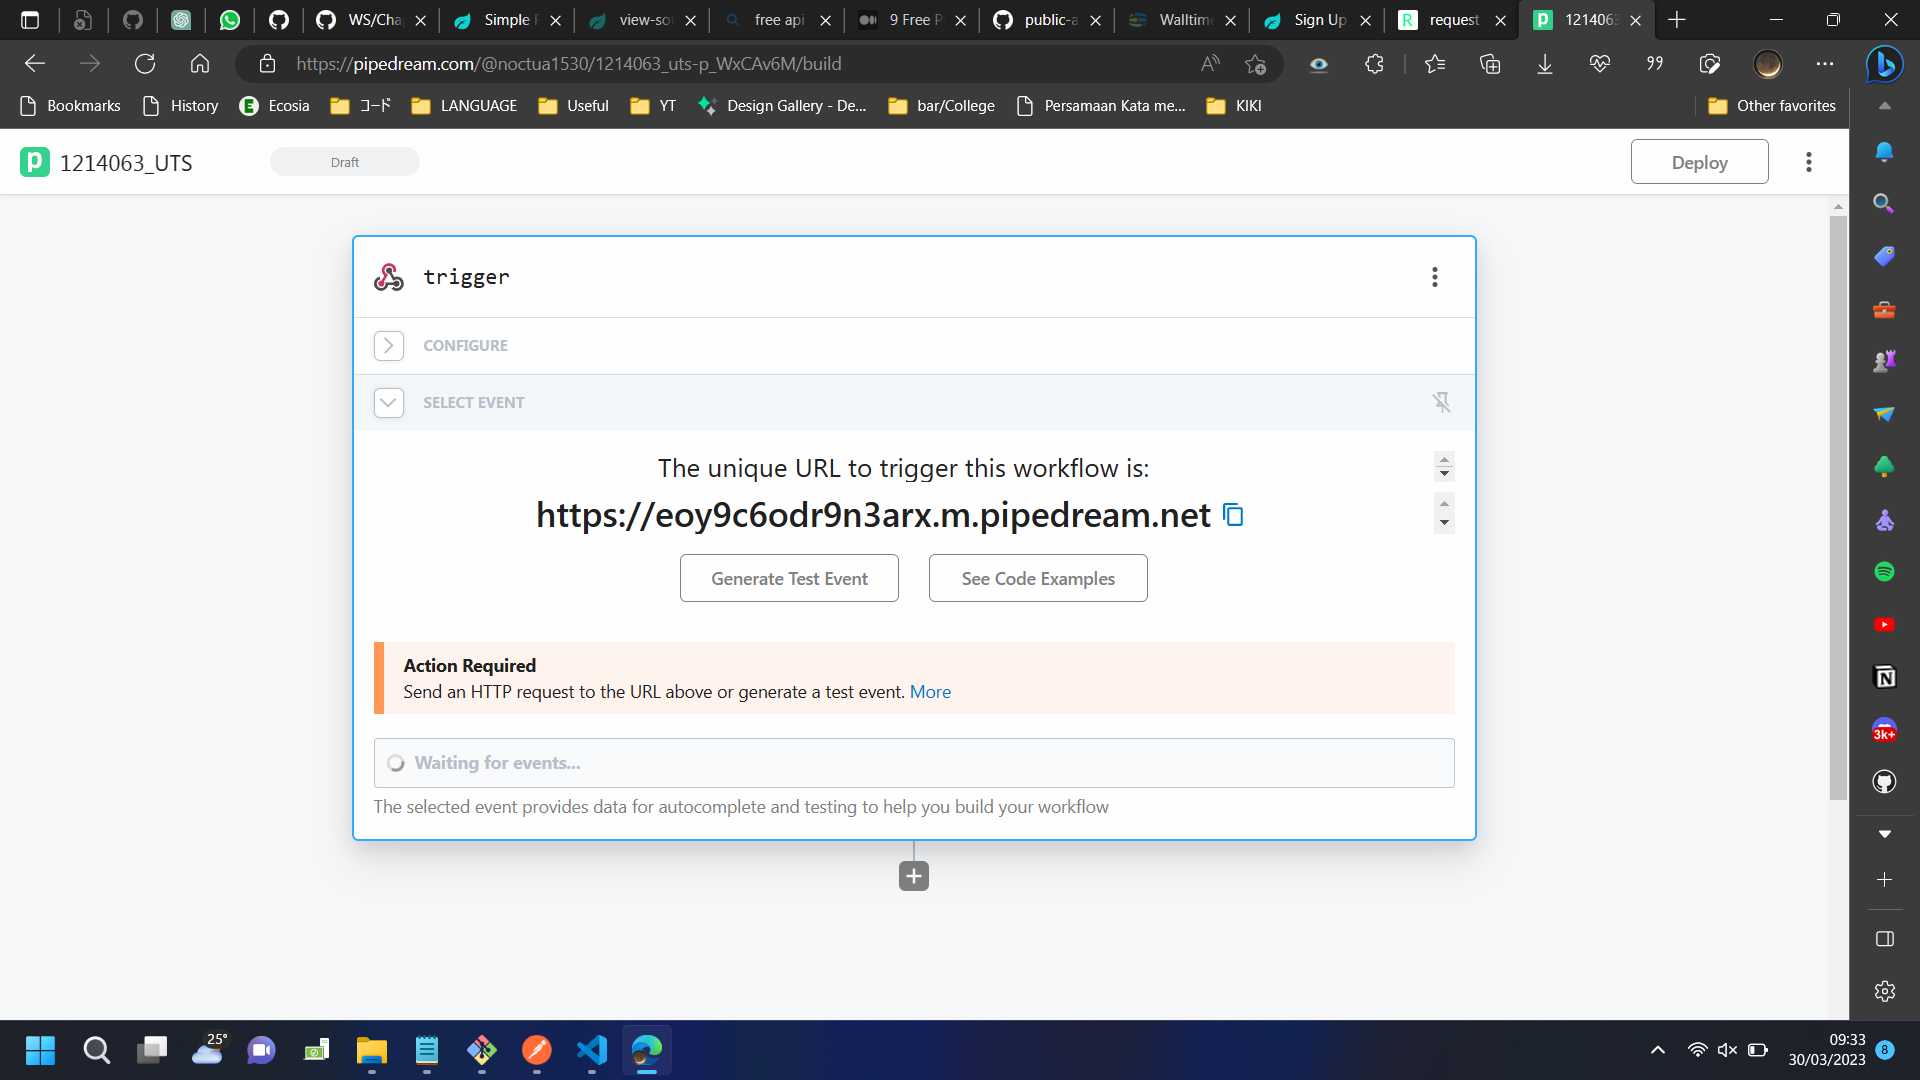 WS/Cha
Simple F
view-sou
free api
9 Free P
public-a
Walltime
Sign Up
request
1214063
https://pipedream.com/@noctua1530/1214063_uts-p_WxCAv6M/build
Bookmarks
History
Ecosia
コード
LANGUAGE
Useful
YT
Design Gallery - De...
bar/College
Persamaan Kata me...
KIKI
Other favorites
1214063_UTS
Draft
Deploy
trigger
CONFIGURE
SELECT EVENT
The unique URL to trigger this workflow is:
https://eoy9c6odr9n3arx.m.pipedream.net
Generate Test Event
See Code Examples
Action Required
Send an HTTP request to the URL above or generate a test event. More
Waiting for events...
The selected event provides data for autocomplete and testing to help you build your workflow
3K+
25°
09:33
30/03/2023
8